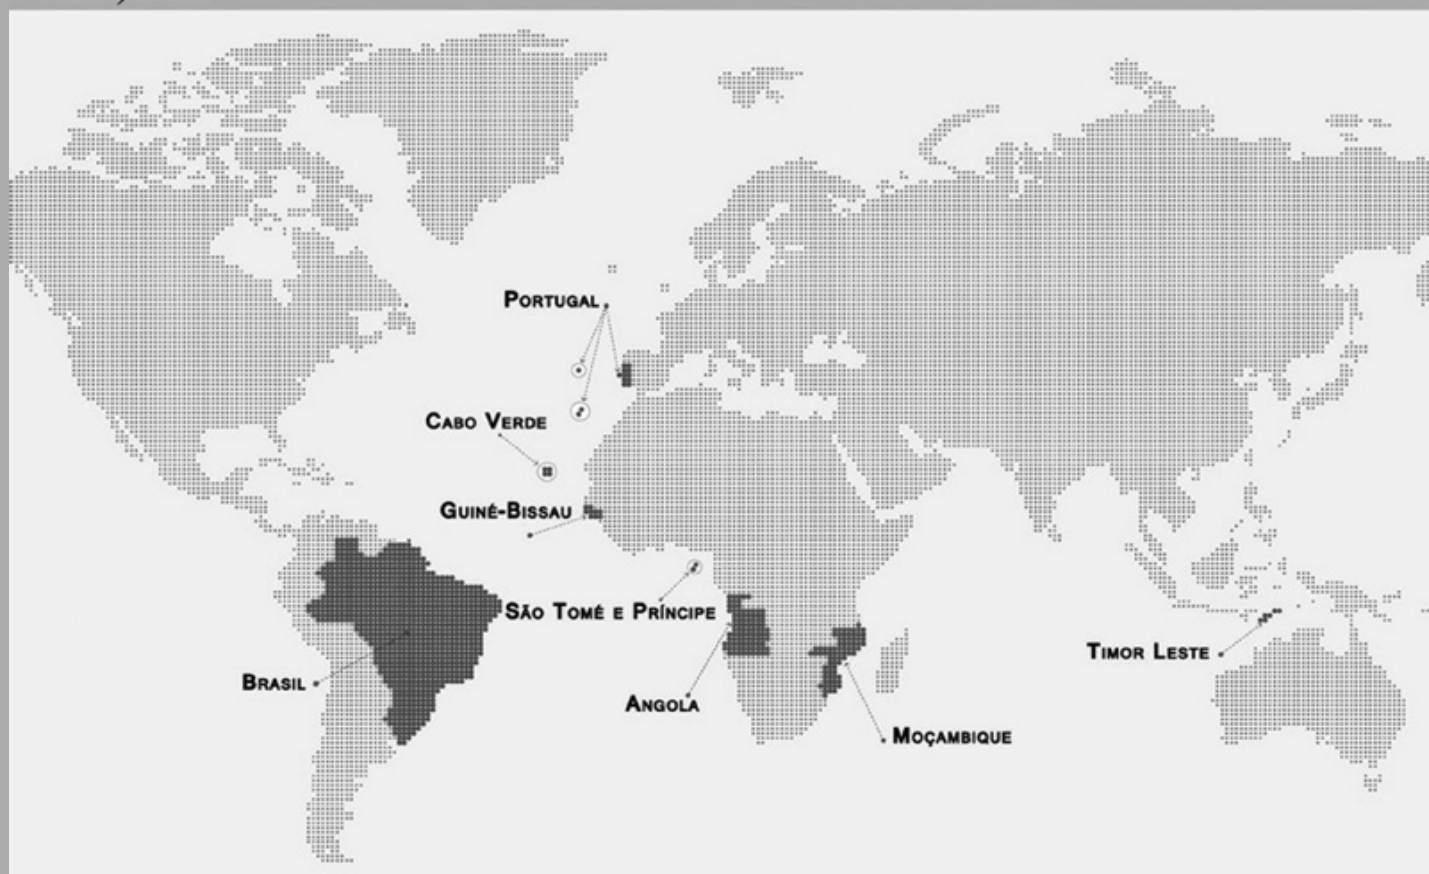 Portugal
Cabo Verde
Guiné-Bissau
São Tomé e Príncipe
Timor Leste
Brasil
Angola
Moçambique